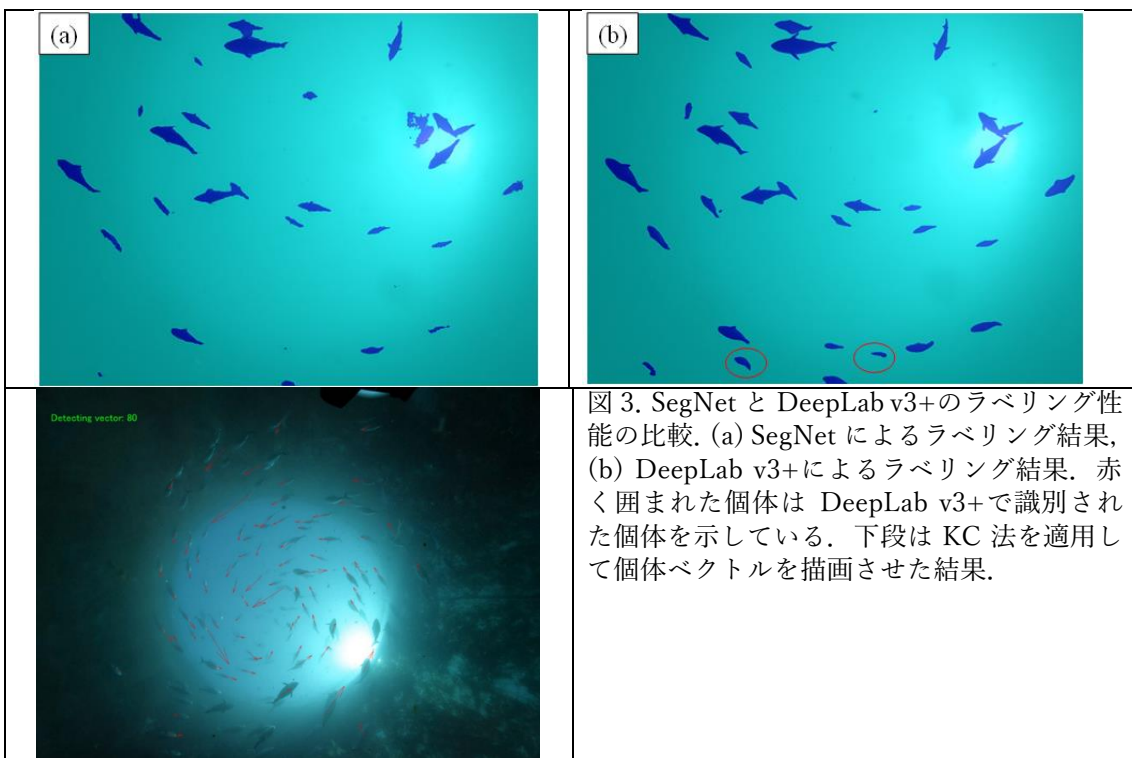 (a)
(b)
Detecting vector: 80
図 3. SegNet と DeepLab v3+のラベリング性
能の比較. (a) SegNet によるラベリング結果,
(b) DeepLab v3+によるラベリング結果．赤
く囲まれた個体は DeepLab v3+で識別され
た個体を示している．下段は KC 法を適用し
て個体ベクトルを描画させた結果.